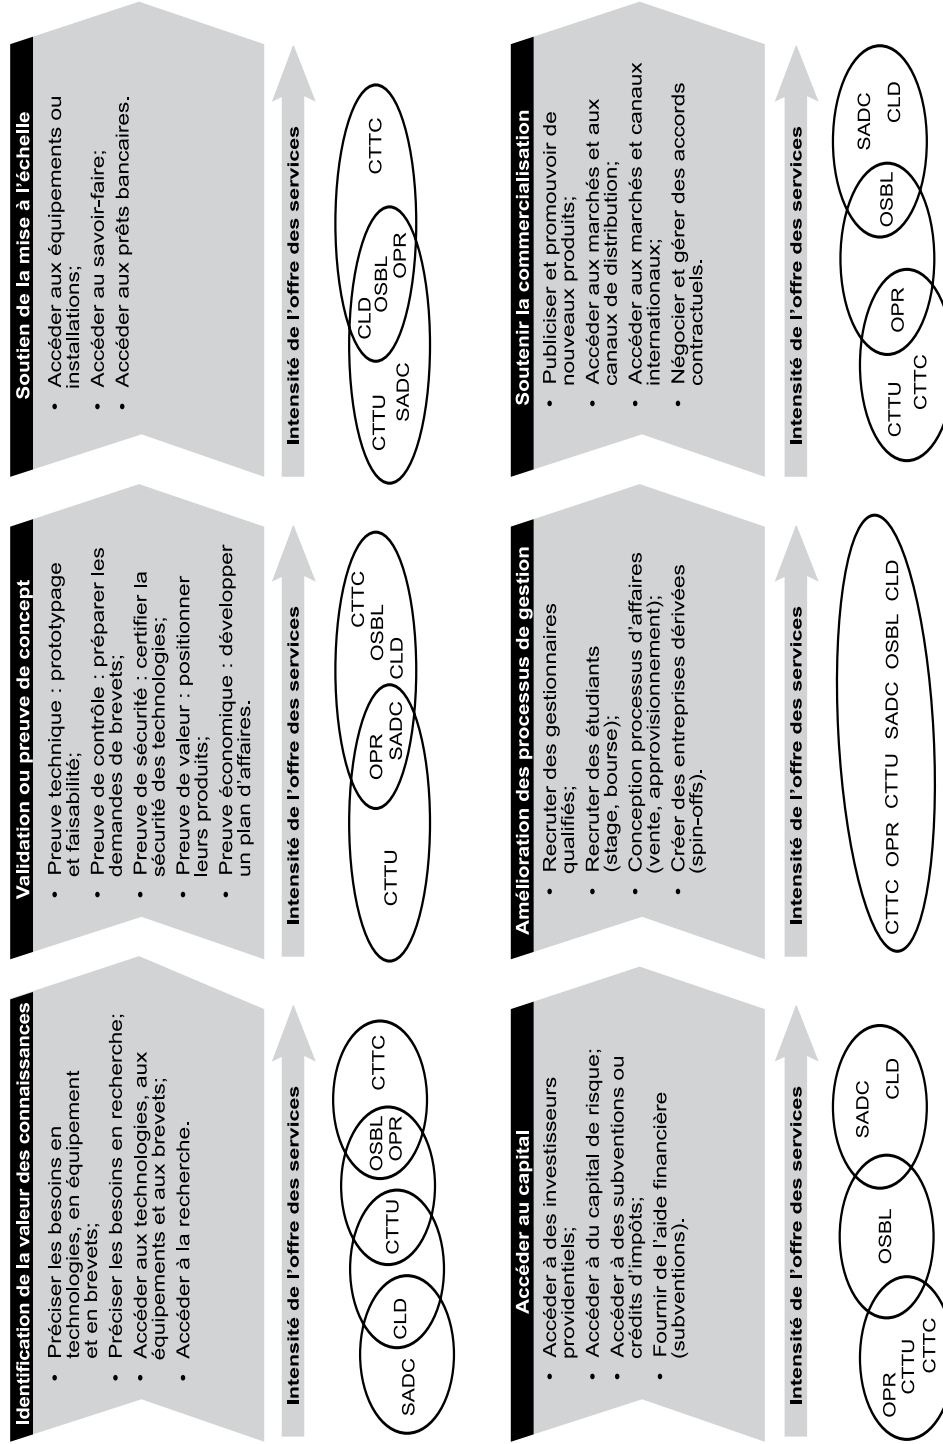 Identification de la valeur des connaissances
• Préciser les besoins en
technologies, en équipement
et en brevets;
• Préciser les besoins en recherche;
• Accéder aux technologies, aux
équipements et aux brevets;
• Accéder à la recherche.
Intensité de l'offre des services
SADC
CLD
CTTU
OSBL
OPR
CTTC
Validation ou preuve de concept
• Preuve technique : prototypage
et faisabilité;
• Preuve de contrôle : préparer les
demandes de brevets;
• Preuve de sécurité : certifier la
sécurité des technologies;
• Preuve de valeur : positionner
leurs produits;
• Preuve économique : développer
un plan d'affaires.
Intensité de l'offre des services
CTTU
OPR
SADC
CTTC
OSBL
CLD
Soutien de la mise à l'échelle
• Accéder aux équipements ou
installations;
• Accéder au savoir-faire;
• Accéder aux prêts bancaires.
Intensité de l'offre des services
CTTU
SADC
CLD
OSBL
OPR
CTTC
Accéder au capital
• Accéder à des investisseurs
providentiels;
• Accéder à du capital de risque;
• Accéder à des subventions ou
crédits d'impôts;
• Fournir de l'aide financière
(subventions).
Intensité de l'offre des services
OPR
CTTU
CTTC
OSBL
SADC
CLD
Amélioration des processus de gestion
• Recruter des gestionnaires
qualifiés;
• Recruter des étudiants
(stage, bourse);
• Conception processus d'affaires
(vente, approvisionnement);
• Créer des entreprises dérivées
(spin-offs).
Intensité de l'offre des services
CTTC OPR CTTU SADC OSBL CLD
Soutenir la commercialisation
• Publiciser et promouvoir de
nouveaux produits;
• Accéder aux marchés et aux
canaux de distribution;
• Accéder aux marchés et canaux
internationaux;
• Négocier et gérer des accords
contractuels.
Intensité de l'offre des services
CTTU
CTTC
OPR
OSBL
SADC
CLD